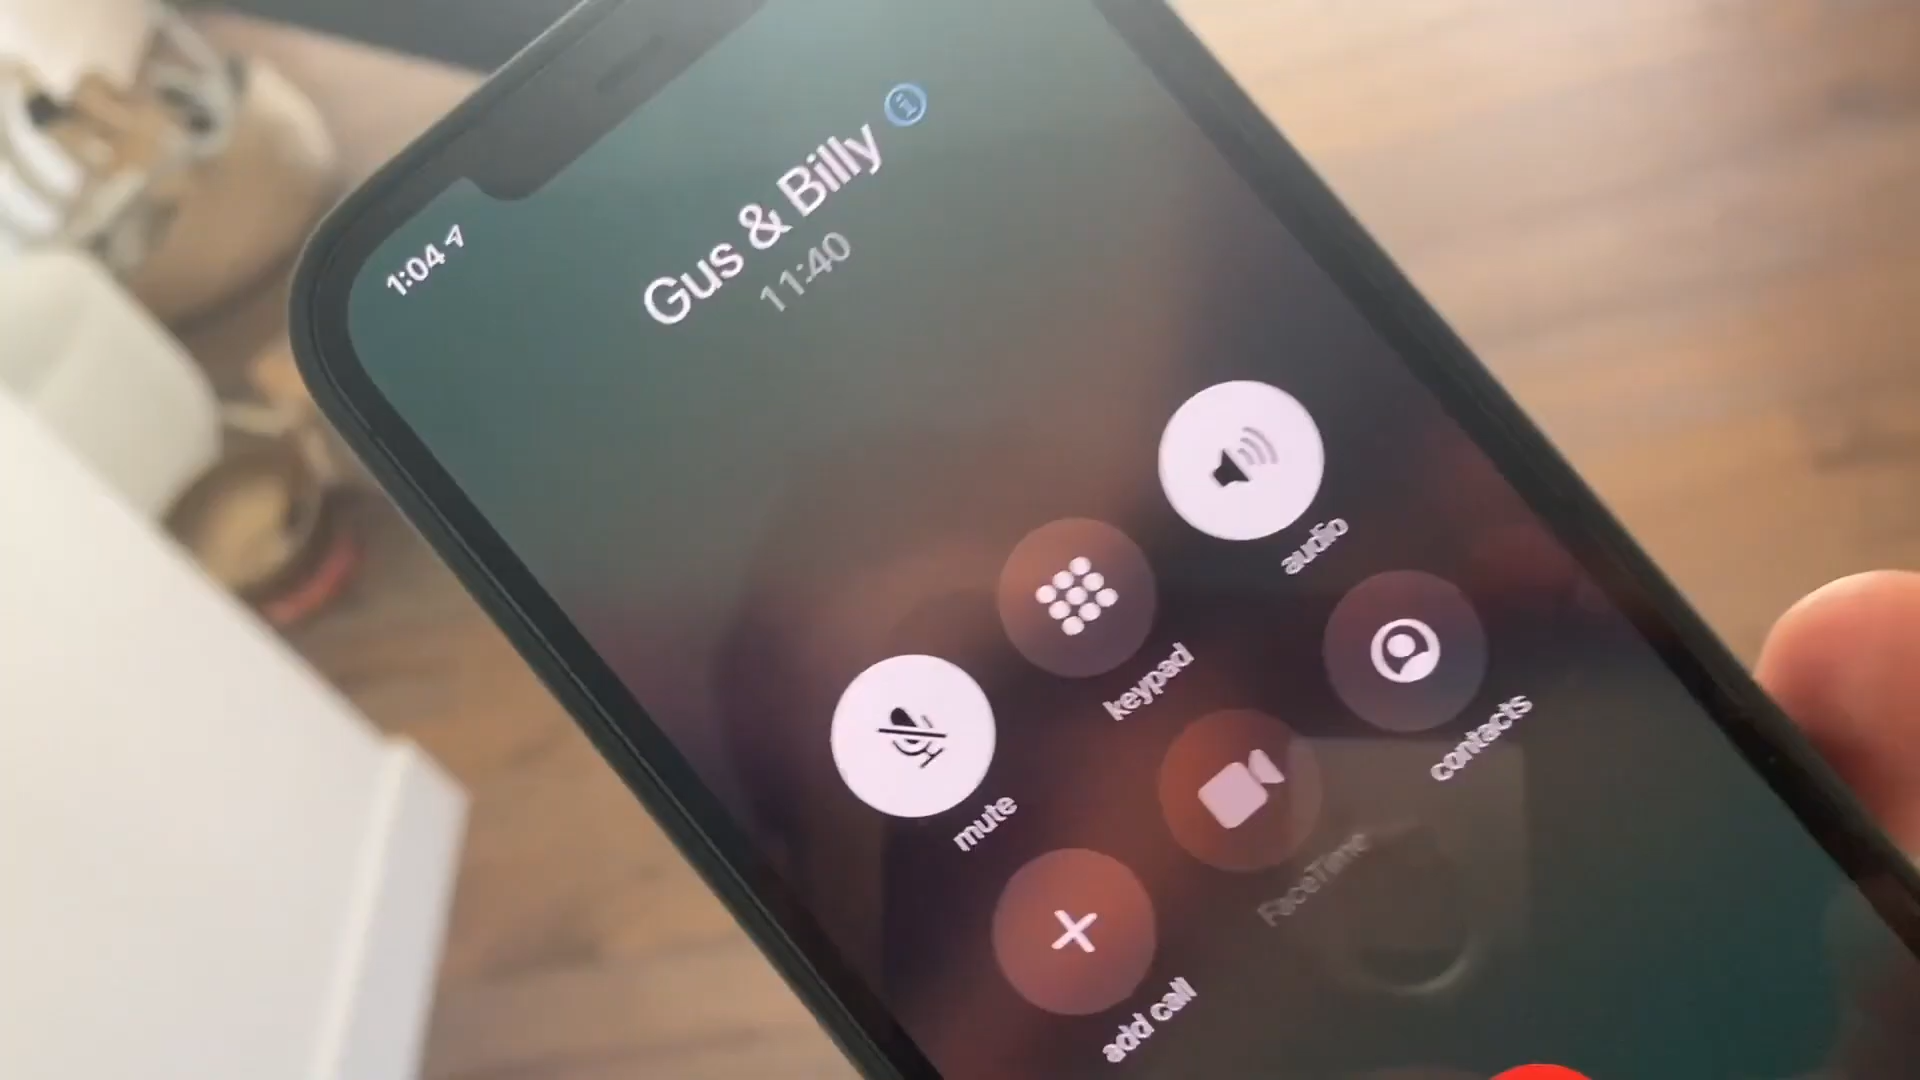 1:04
Gus & Billy
11:40
mute
keypad
audio
add call
FaceTime
contacts